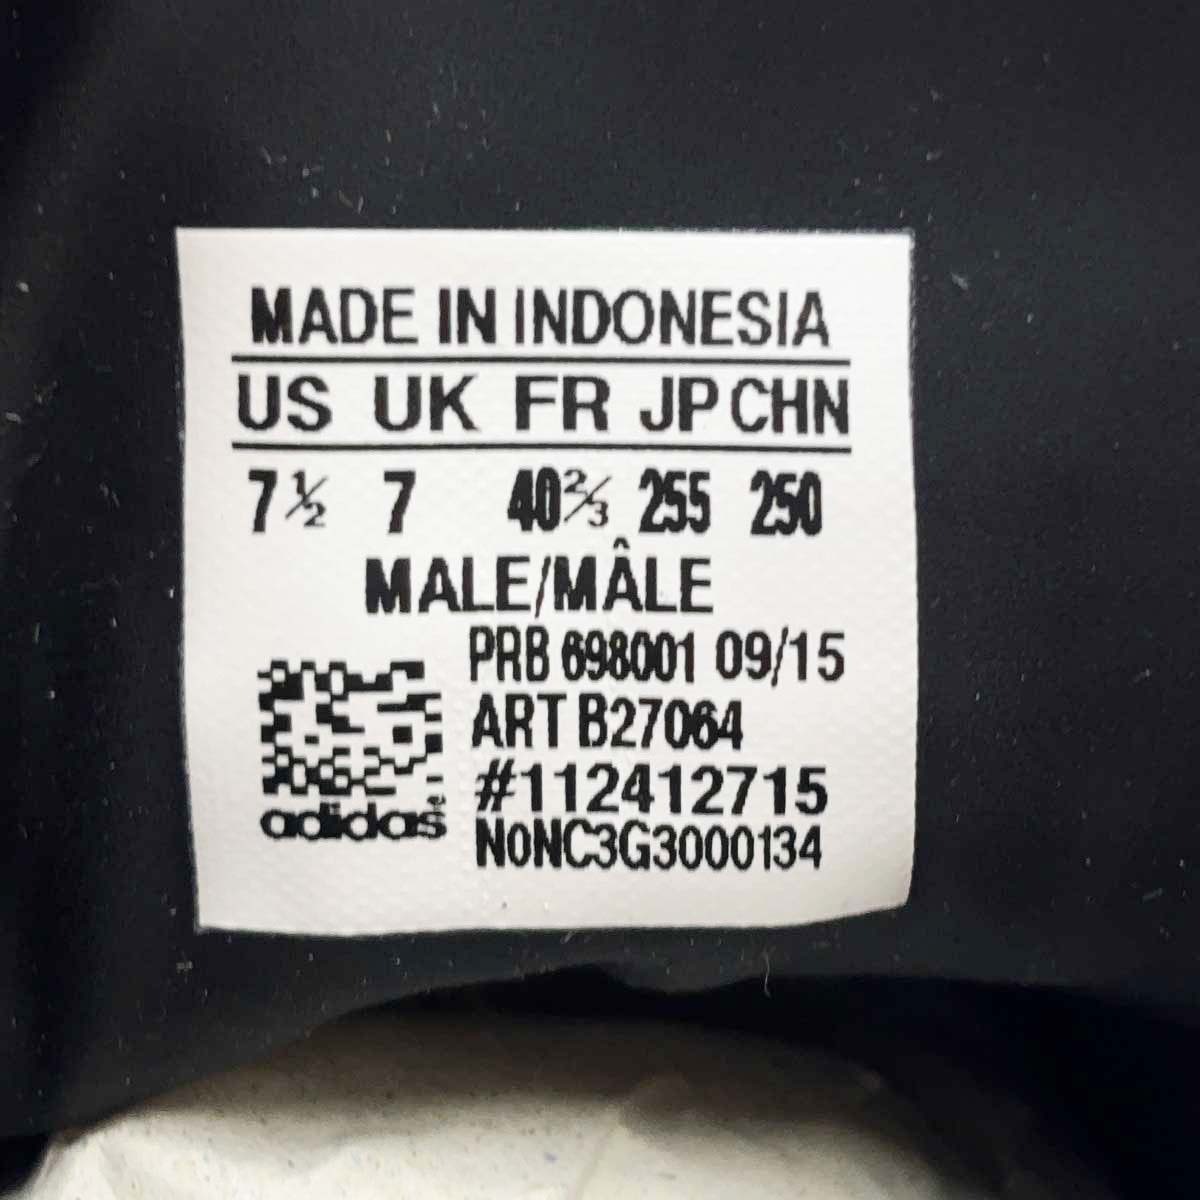 MADE IN INDONESIA
US UK FR JP CHN
7½ 7 40⅔ 255 250
MALE/MÂLE
PRB 698001 09/15
ART B27064
#112412715
adidas
N0NC3G3000134